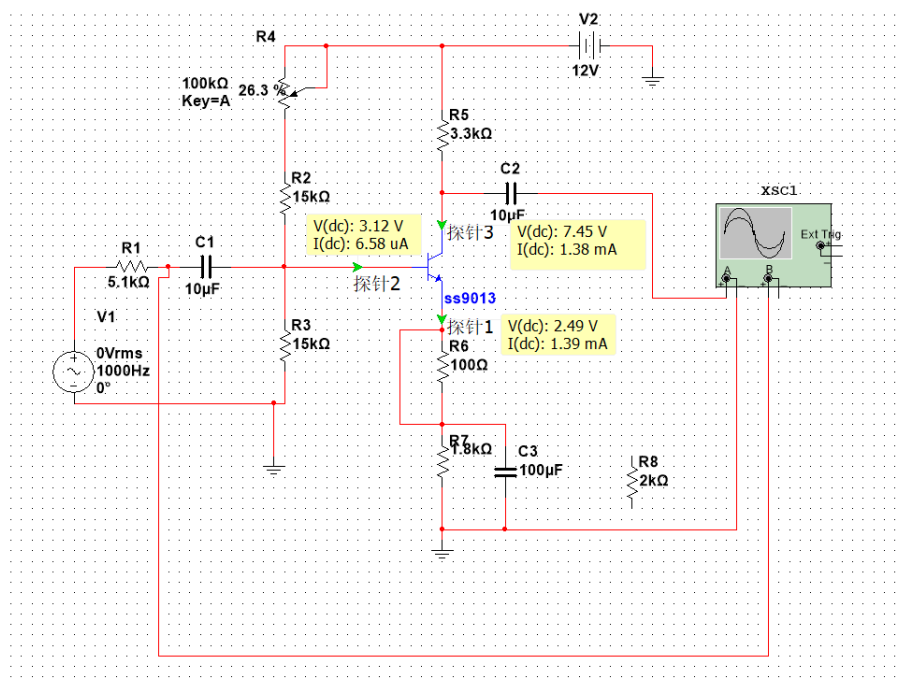 V2
12V
R4
100kΩ
Key=A
26.3 %
R5
3.3kΩ
R2
15kΩ
C2
10μF
XSC1
Ext Trig
A
B
V(dc): 3.12 V
I(dc): 6.58 uA
探针3
V(dc): 7.45 V
I(dc): 1.38 mA
R1
5.1kΩ
C1
10μF
探针2
ss9013
V1
0Vrms
1000Hz
0°
R3
15kΩ
探针1
V(dc): 2.49 V
I(dc): 1.39 mA
R6
100Ω
R7
1.8kΩ
C3
100μF
R8
2kΩ